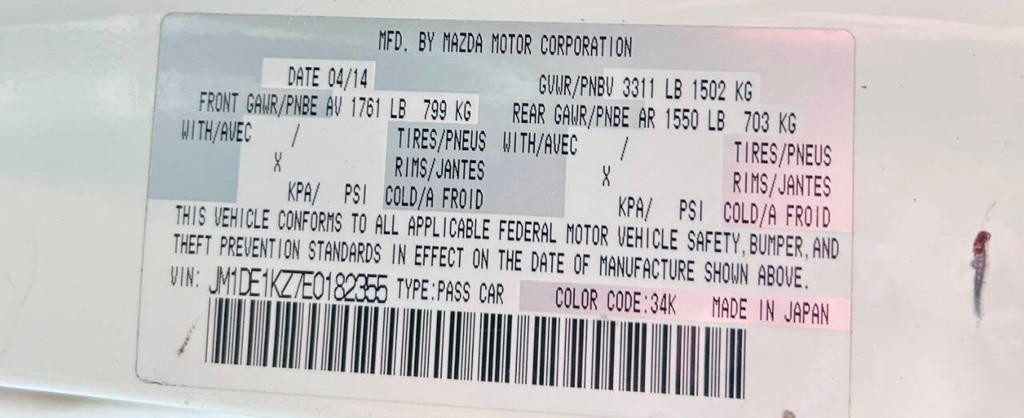 MFD. BY MAZDA MOTOR CORPORATION
DATE 04/14 GVWR/PNBV 3311 LB 1502 KG
FRONT GAWR/PNBE AV 1761 LB 799 KG REAR GAWR/PNBE AR 1550 LB 703 KG
WITH/AVEC / TIRES/PNEUS WITH/AVEC / TIRES/PNEUS
X RIMS/JANTES X RIMS/JANTES
KPA/ PSI COLD/A FROID KPA/ PSI COLD/A FROID
THIS VEHICLE CONFORMS TO ALL APPLICABLE FEDERAL MOTOR VEHICLE SAFETY, BUMPER, AND
THEFT PREVENTION STANDARDS IN EFFECT ON THE DATE OF MANUFACTURE SHOWN ABOVE.
VIN: JM1DE1KZ7E0182355 TYPE:PASS CAR COLOR CODE:34K MADE IN JAPAN